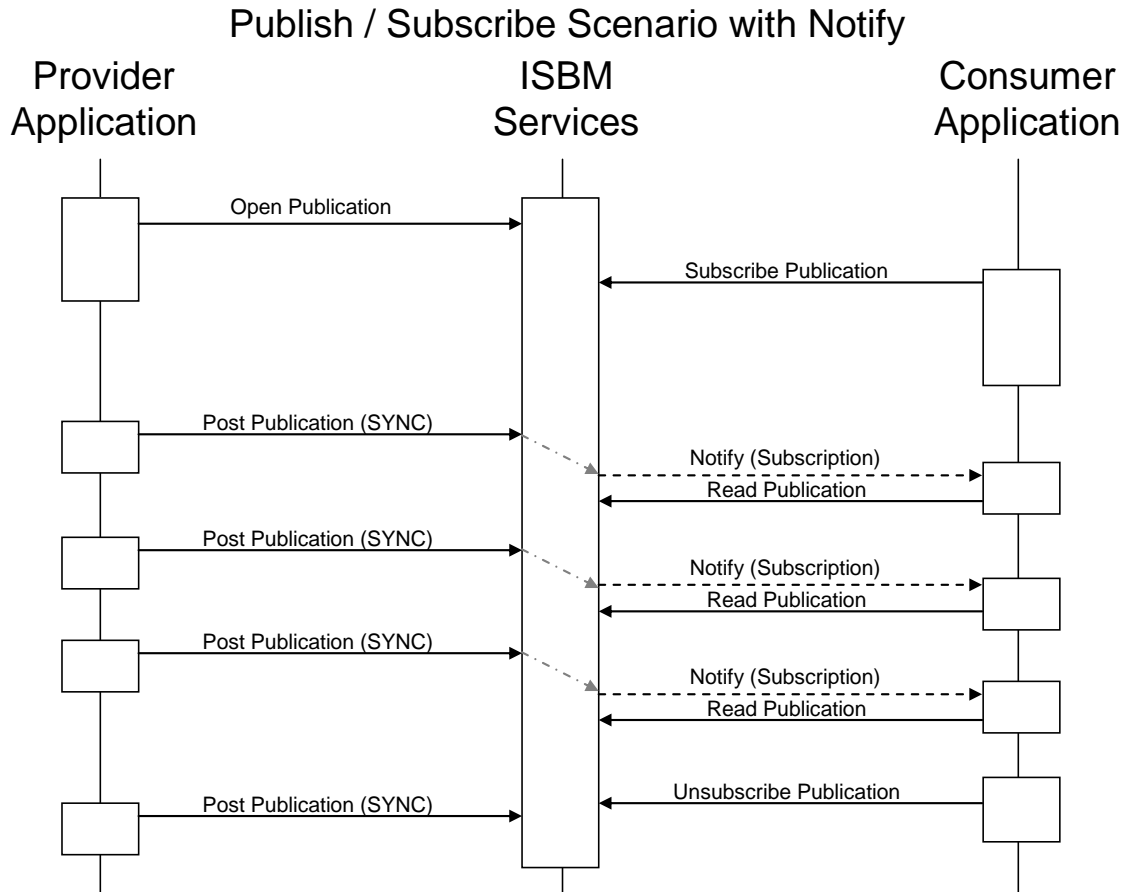 Publish / Subscribe Scenario with Notify
Provider
Application
ISBM
Services
Consumer
Application
Open Publication
Subscribe Publication
Post Publication (SYNC)
Notify (Subscription)
Read Publication
Post Publication (SYNC)
Notify (Subscription)
Read Publication
Post Publication (SYNC)
Notify (Subscription)
Read Publication
Unsubscribe Publication
Post Publication (SYNC)